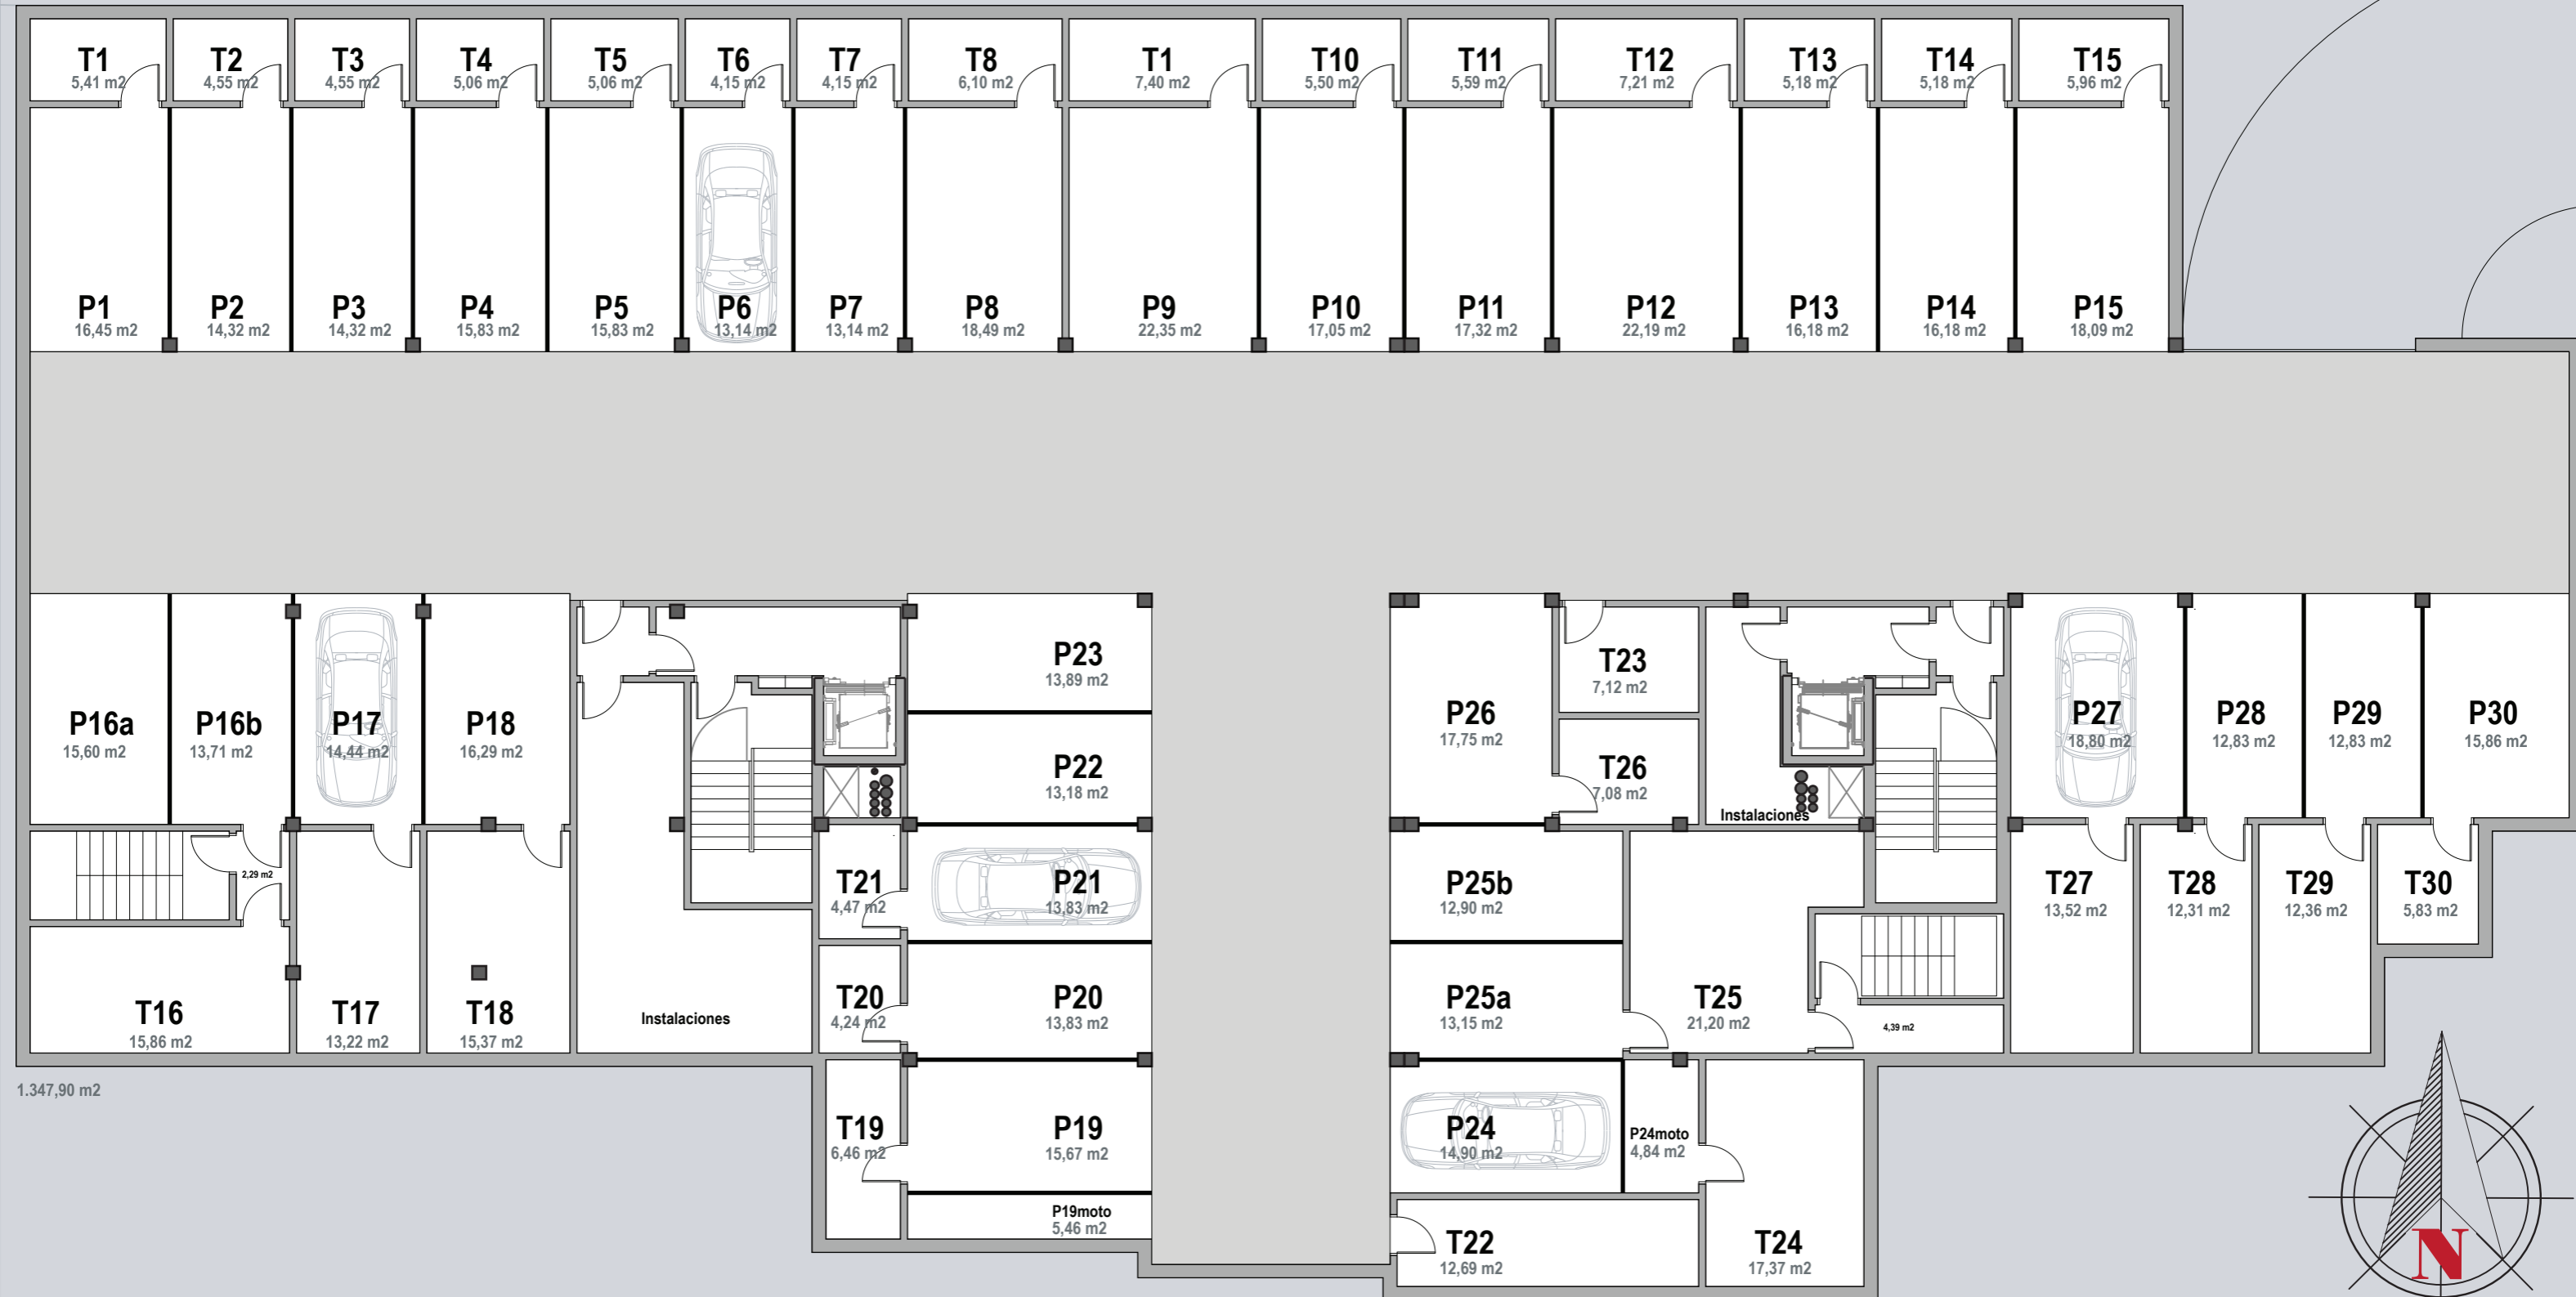 T1
5,41 m2
T2
4,55 m2
T3
4,55 m2
T4
5,06 m2
T5
5,06 m2
T6
4,15 m2
T7
4,15 m2
T8
6,10 m2
T1
7,40 m2
T10
5,50 m2
T11
5,59 m2
T12
7,21 m2
T13
5,18 m2
T14
5,18 m2
T15
5,96 m2
P1
16,45 m2
P2
14,32 m2
P3
14,32 m2
P4
15,83 m2
P5
15,83 m2
P6
13,14 m2
P7
13,14 m2
P8
18,49 m2
P9
22,35 m2
P10
17,05 m2
P11
17,32 m2
P12
22,19 m2
P13
16,18 m2
P14
16,18 m2
P15
18,09 m2
P16a
15,60 m2
P16b
13,71 m2
P17
14,44 m2
P18
16,29 m2
P23
13,89 m2
P22
13,18 m2
P26
17,75 m2
T23
7,12 m2
T26
7,08 m2
Instalaciones
P27
18,80 m2
P28
12,83 m2
P29
12,83 m2
P30
15,86 m2
2,29 m2
T21
4,47 m2
P21
13,83 m2
P25b
12,90 m2
T27
13,52 m2
T28
12,31 m2
T29
12,36 m2
T30
5,83 m2
T16
15,86 m2
T17
13,22 m2
T18
15,37 m2
Instalaciones
T20
4,24 m2
P20
13,83 m2
P25a
13,15 m2
T25
21,20 m2
4,39 m2
1.347,90 m2
T19
6,46 m2
P19
15,67 m2
P24
14,90 m2
P24moto
4,84 m2
P19moto
5,46 m2
T22
12,69 m2
T24
17,37 m2
N